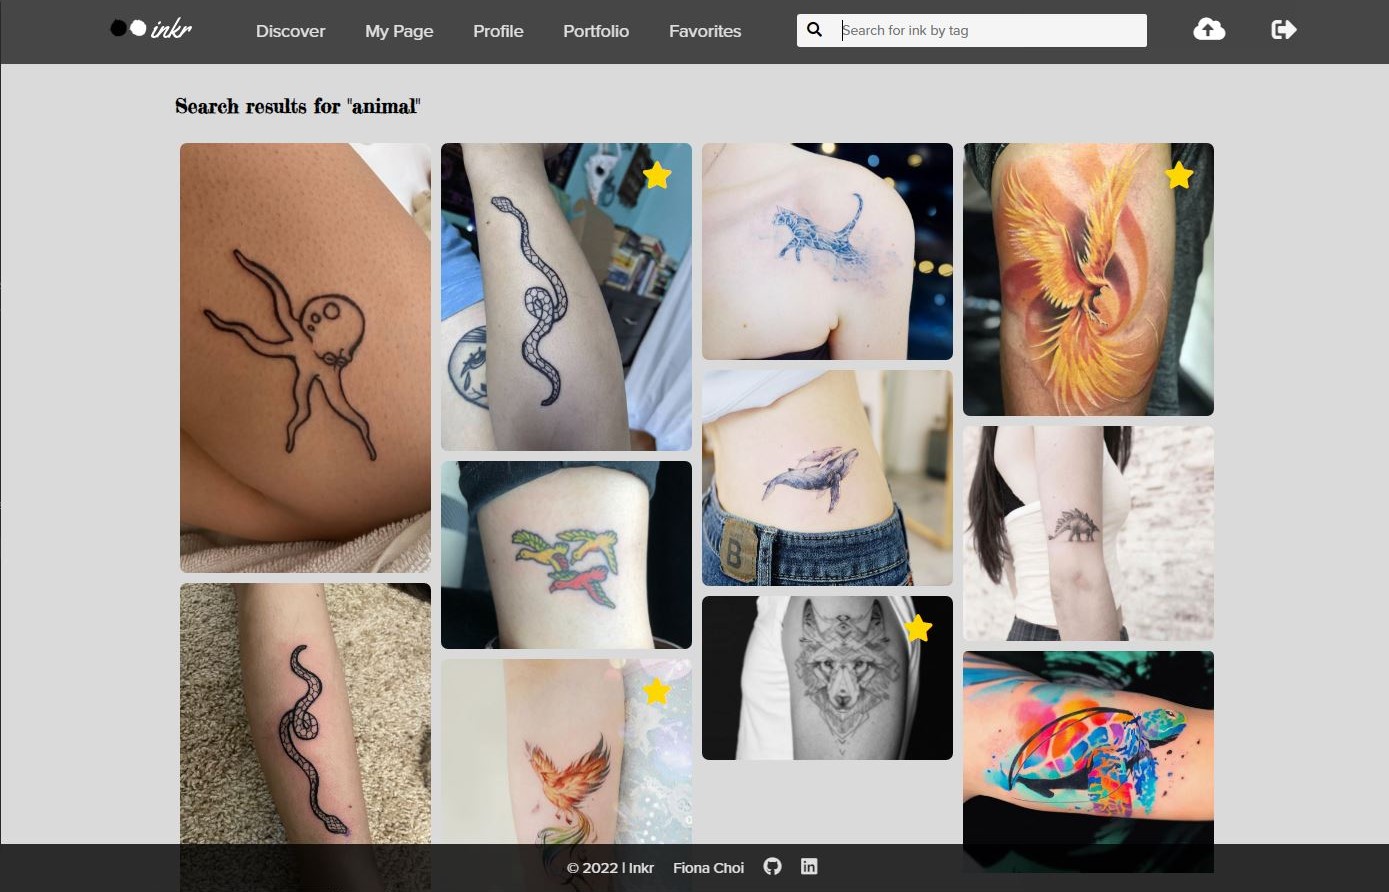 inkr
Discover
My Page
Profile
Portfolio
Favorites
Search for ink by tag
Search results for "animal"
B
© 2022 | Inkr
Fiona Choi
in